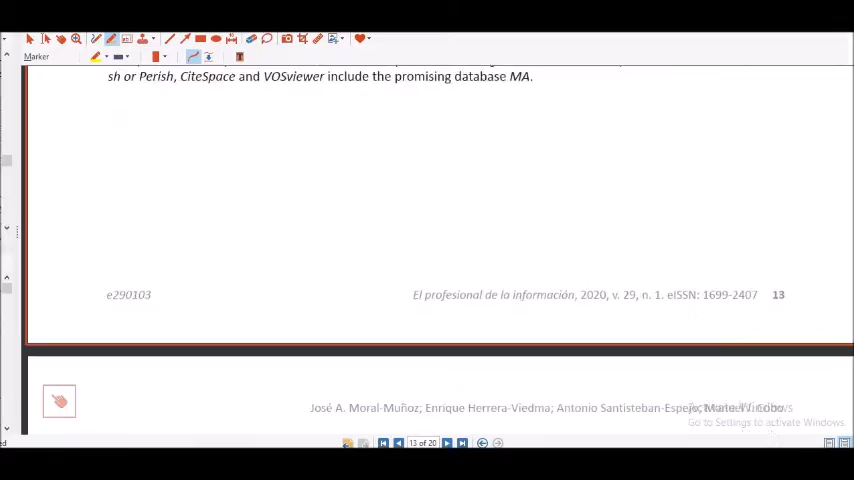 Marker
sh or Perish, CiteSpace and VOSviewer include the promising database MA.
e290103
El profesional de la información, 2020, v. 29, n. 1. eISSN: 1699-2407 13
José A. Moral-Muñoz; Enrique Herrera-Viedma; Antonio Santisteban-Espejo; Manuel J. Cobo
Activate Windows
Go to Settings to activate Windows.
13 of 20